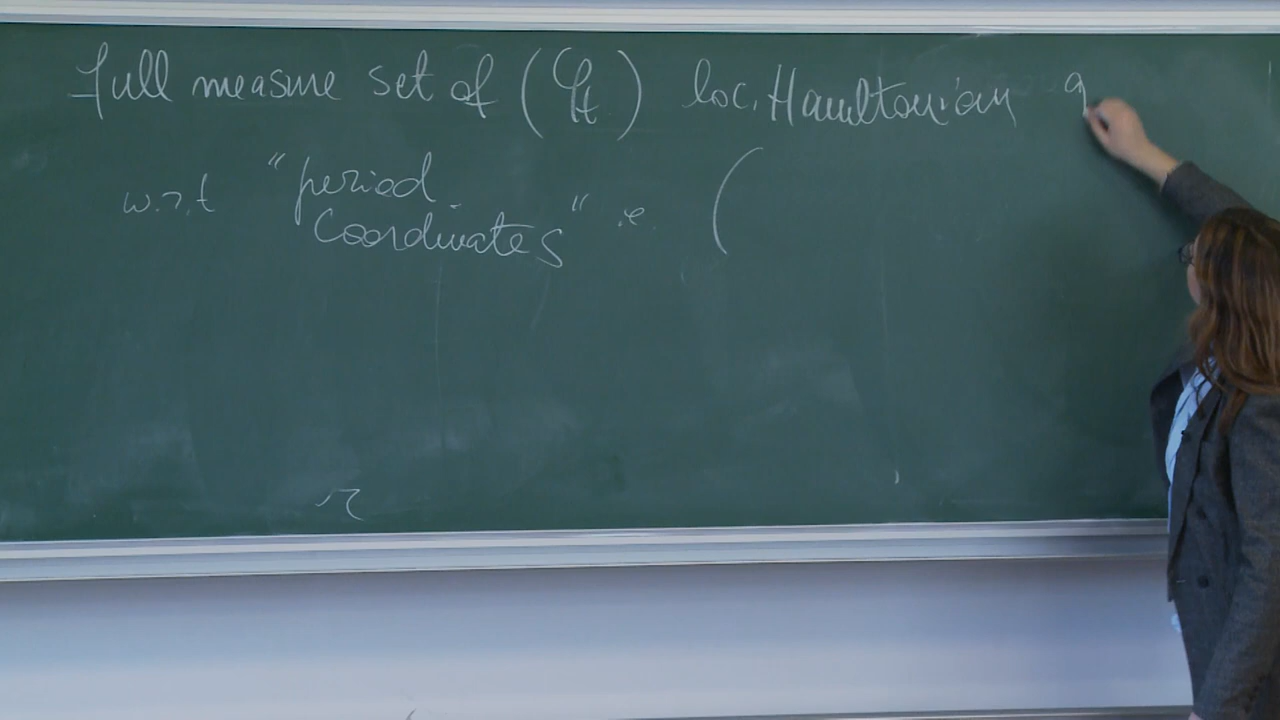 full measure set of (φt) loc. Hamiltonian g
w.r.t "period
Coordinates" i.e. (